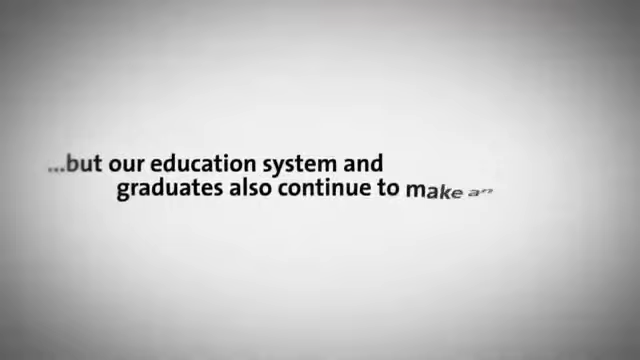 ...but our education system and
graduates also continue to make an